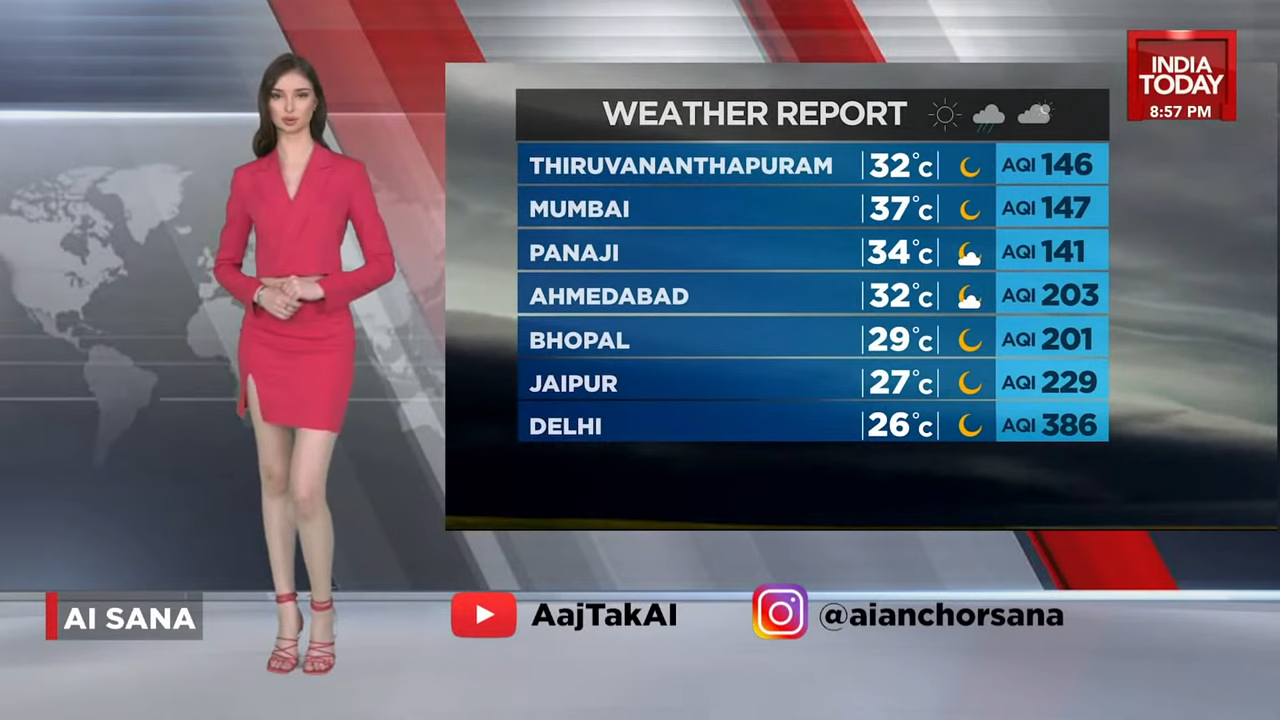 INDIA
TODAY
8:57 PM
WEATHER REPORT
THIRUVANANTHAPURAM 32°C AQI 146
MUMBAI 37°C AQI 147
PANAJI 34°C AQI 141
AHMEDABAD 32°C AQI 203
BHOPAL 29°C AQI 201
JAIPUR 27°C AQI 229
DELHI 26°C AQI 386
AI SANA AajTakAI @aianchorsana